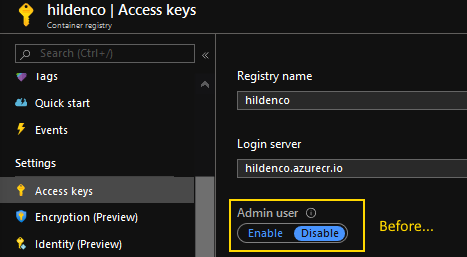 hildenco | Access keys
Container registry
Search (Ctrl+/)
Tags
Quick start
Events
Settings
Access keys
Encryption (Preview)
Identity (Preview)
Registry name
hildenco
Login server
hildenco.azurecr.io
Admin user
Enable Disable
Before...